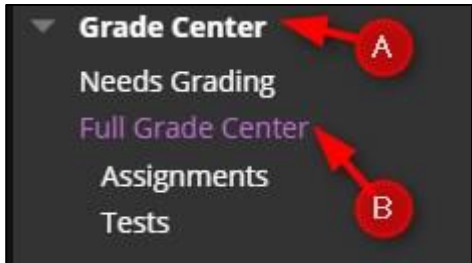 Grade Center
A
Needs Grading
Full Grade Center
Assignments
B
Tests